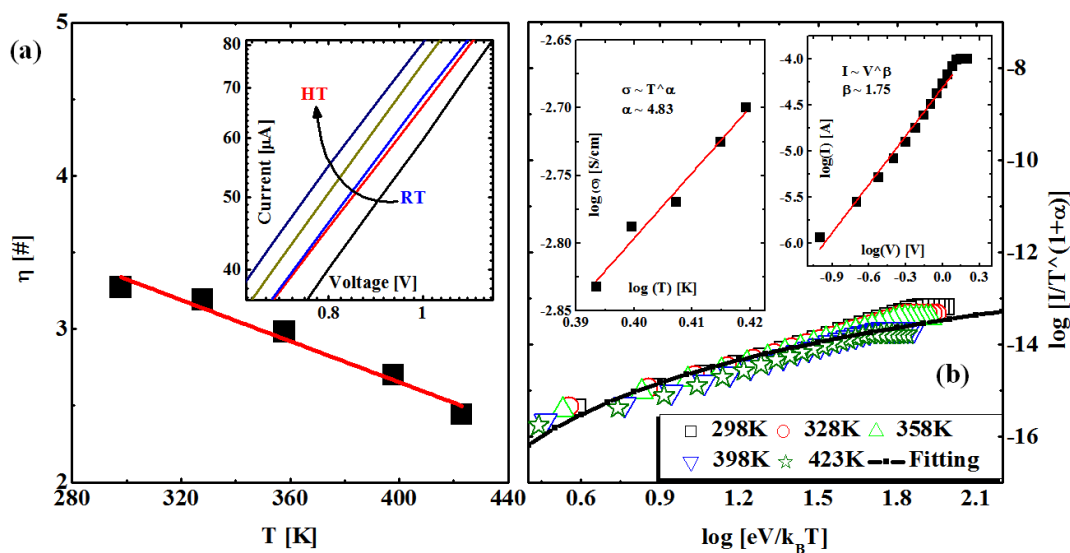 (a)
η [#]
5
4
3
2
280
320
360
400
440
T [K]
Current [µA]
80
70
60
50
40
HT
RT
Voltage [V]
0.8
1
(b)
log [I/T^(1+α)]
-8
-10
-12
-14
-16
0.6
0.9
1.2
1.5
1.8
2.1
log [eV/kBT]
log(σ) [S/cm]
-2.65
-2.70
-2.75
-2.80
-2.85
σ ~ T^α
α ~ 4.83
log (T) [K]
0.39
0.40
0.41
0.42
log(I) [A]
-4.0
-4.5
-5.0
-5.5
-6.0
I ~ V^β
β ~ 1.75
log(V) [V]
-0.9
-0.6
-0.3
0.0
0.3
298K 328K 358K
398K 423K Fitting